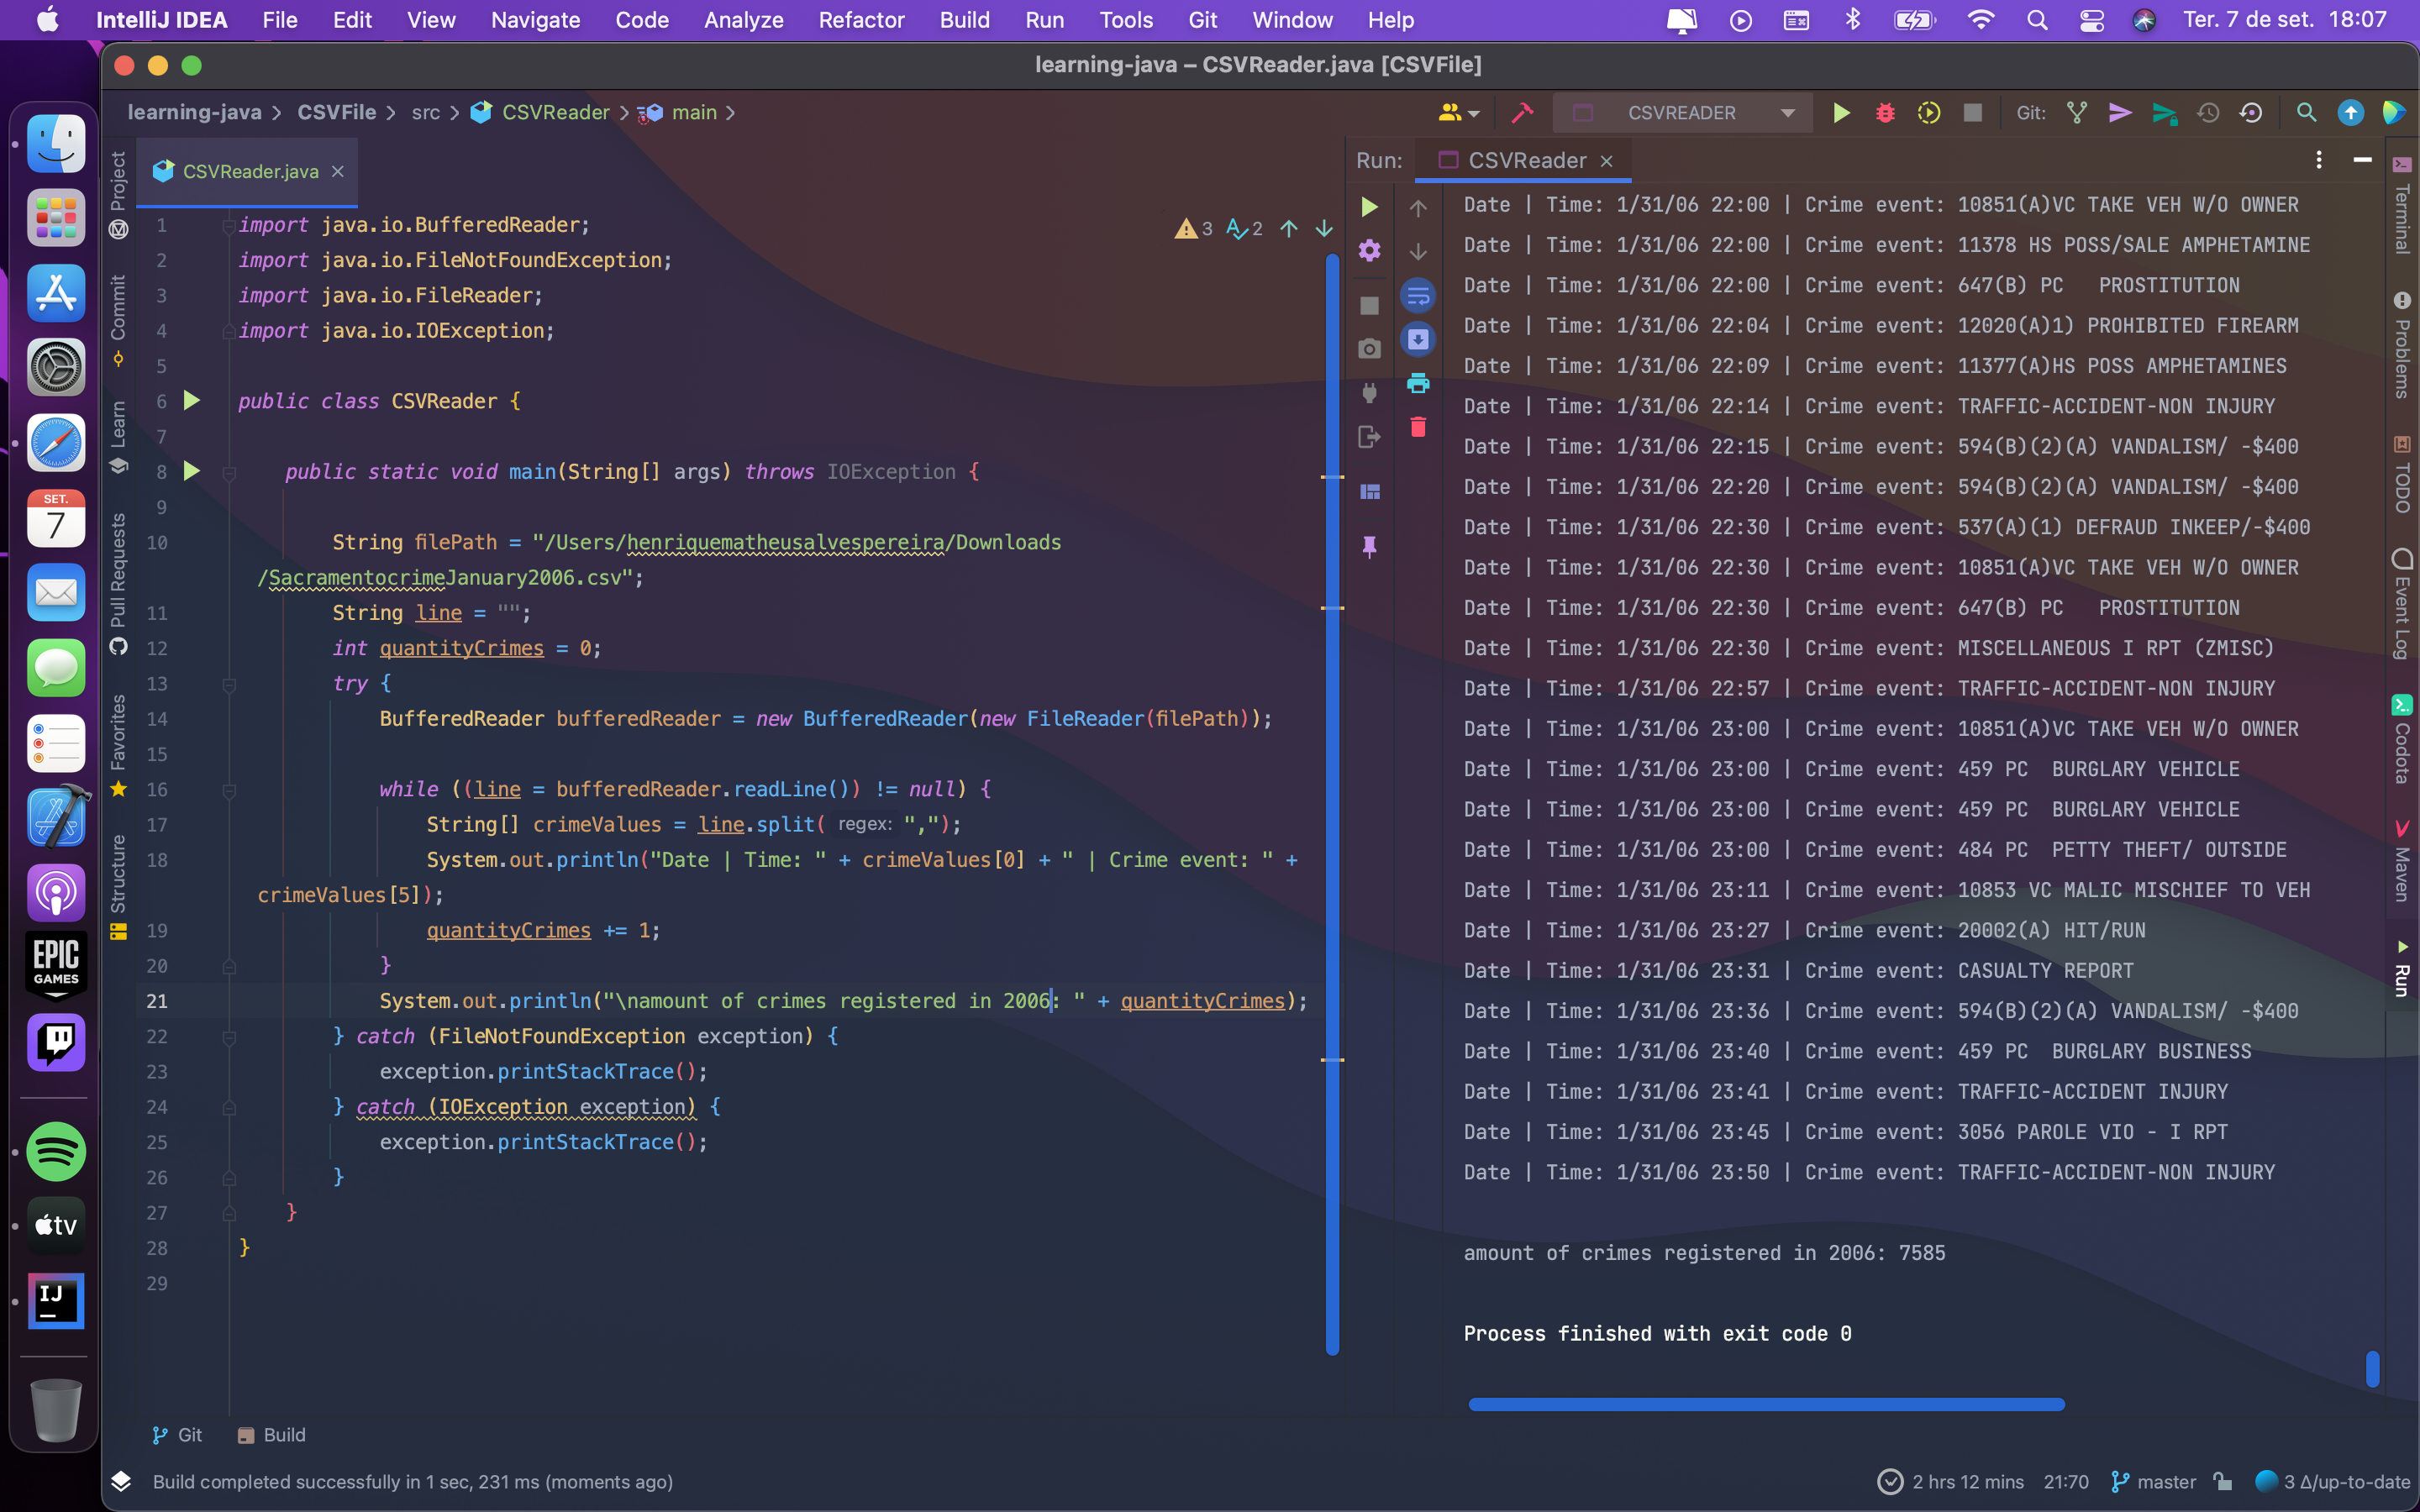 IntelliJ IDEA File Edit View Navigate Code Analyze Refactor Build Run Tools Git Window Help Ter. 7 de set. 18:07
learning-java – CSVReader.java [CSVFile]
learning-java CSVFile src CSVReader main
CSVREADER Git:
CSVReader.java
Project
Commit
Learn
Pull Requests
Favorites
Structure
SET.
7
EPIC
GAMES
tv
IJ
3 2
1 import java.io.BufferedReader;
2 import java.io.FileNotFoundException;
3 import java.io.FileReader;
4 import java.io.IOException;
5
6 public class CSVReader {
7
8 public static void main(String[] args) throws IOException {
9
10 String filePath = "/Users/henriquematheusalvespereira/Downloads
/SacramentocrimeJanuary2006.csv";
11 String line = "";
12 int quantityCrimes = 0;
13 try {
14 BufferedReader bufferedReader = new BufferedReader(new FileReader(filePath));
15
16 while ((line = bufferedReader.readLine()) != null) {
17 String[] crimeValues = line.split( regex: ",");
18 System.out.println("Date | Time: " + crimeValues[0] + " | Crime event: " +
crimeValues[5]);
19 quantityCrimes += 1;
20 }
21 System.out.println("\namount of crimes registered in 2006: " + quantityCrimes);
22 } catch (FileNotFoundException exception) {
23 exception.printStackTrace();
24 } catch (IOException exception) {
25 exception.printStackTrace();
26 }
27 }
28 }
29
Run: CSVReader
Date | Time: 1/31/06 22:00 | Crime event: 10851(A)VC TAKE VEH W/O OWNER
Date | Time: 1/31/06 22:00 | Crime event: 11378 HS POSS/SALE AMPHETAMINE
Date | Time: 1/31/06 22:00 | Crime event: 647(B) PC   PROSTITUTION
Date | Time: 1/31/06 22:04 | Crime event: 12020(A)1) PROHIBITED FIREARM
Date | Time: 1/31/06 22:09 | Crime event: 11377(A)HS POSS AMPHETAMINES
Date | Time: 1/31/06 22:14 | Crime event: TRAFFIC-ACCIDENT-NON INJURY
Date | Time: 1/31/06 22:15 | Crime event: 594(B)(2)(A) VANDALISM/ -$400
Date | Time: 1/31/06 22:20 | Crime event: 594(B)(2)(A) VANDALISM/ -$400
Date | Time: 1/31/06 22:30 | Crime event: 537(A)(1) DEFRAUD INKEEP/-$400
Date | Time: 1/31/06 22:30 | Crime event: 10851(A)VC TAKE VEH W/O OWNER
Date | Time: 1/31/06 22:30 | Crime event: 647(B) PC   PROSTITUTION
Date | Time: 1/31/06 22:30 | Crime event: MISCELLANEOUS I RPT (ZMISC)
Date | Time: 1/31/06 22:57 | Crime event: TRAFFIC-ACCIDENT-NON INJURY
Date | Time: 1/31/06 23:00 | Crime event: 10851(A)VC TAKE VEH W/O OWNER
Date | Time: 1/31/06 23:00 | Crime event: 459 PC  BURGLARY VEHICLE
Date | Time: 1/31/06 23:00 | Crime event: 459 PC  BURGLARY VEHICLE
Date | Time: 1/31/06 23:00 | Crime event: 484 PC  PETTY THEFT/ OUTSIDE
Date | Time: 1/31/06 23:11 | Crime event: 10853 VC MALIC MISCHIEF TO VEH
Date | Time: 1/31/06 23:27 | Crime event: 20002(A) HIT/RUN
Date | Time: 1/31/06 23:31 | Crime event: CASUALTY REPORT
Date | Time: 1/31/06 23:36 | Crime event: 594(B)(2)(A) VANDALISM/ -$400
Date | Time: 1/31/06 23:40 | Crime event: 459 PC  BURGLARY BUSINESS
Date | Time: 1/31/06 23:41 | Crime event: TRAFFIC-ACCIDENT INJURY
Date | Time: 1/31/06 23:45 | Crime event: 3056 PAROLE VIO - I RPT
Date | Time: 1/31/06 23:50 | Crime event: TRAFFIC-ACCIDENT-NON INJURY
amount of crimes registered in 2006: 7585
Process finished with exit code 0
Terminal
Problems
TODO
Event Log
Codota
Maven
Run
Git Build
Build completed successfully in 1 sec, 231 ms (moments ago) 2 hrs 12 mins 21:70 master 3 Δ/up-to-date